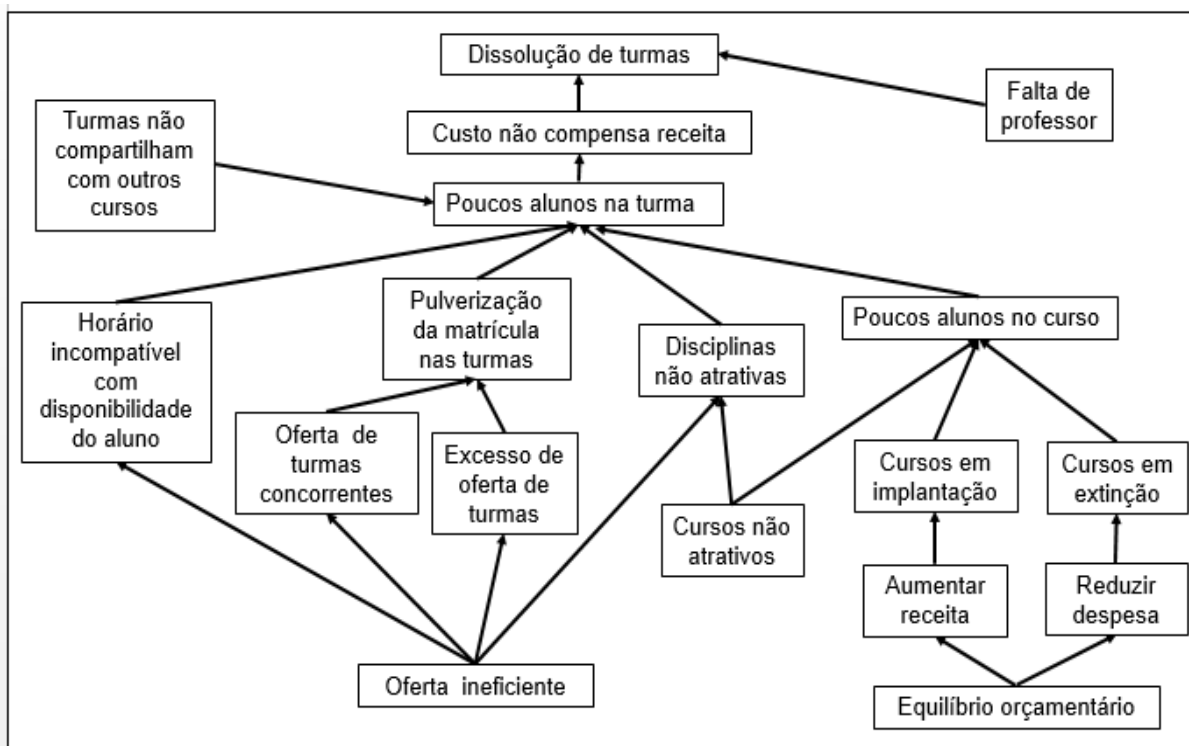 Dissolução de turmas
Falta de
professor
Turmas não
compartilham
com outros
cursos
Custo não compensa receita
Poucos alunos na turma
Horário
incompatível
com
disponibilidade
do aluno
Pulverização
da matrícula
nas turmas
Disciplinas
não atrativas
Poucos alunos no curso
Oferta de
turmas
concorrentes
Excesso de
oferta de
turmas
Cursos não
atrativos
Cursos em
implantação
Cursos em
extinção
Aumentar
receita
Reduzir
despesa
Oferta ineficiente
Equilíbrio orçamentário